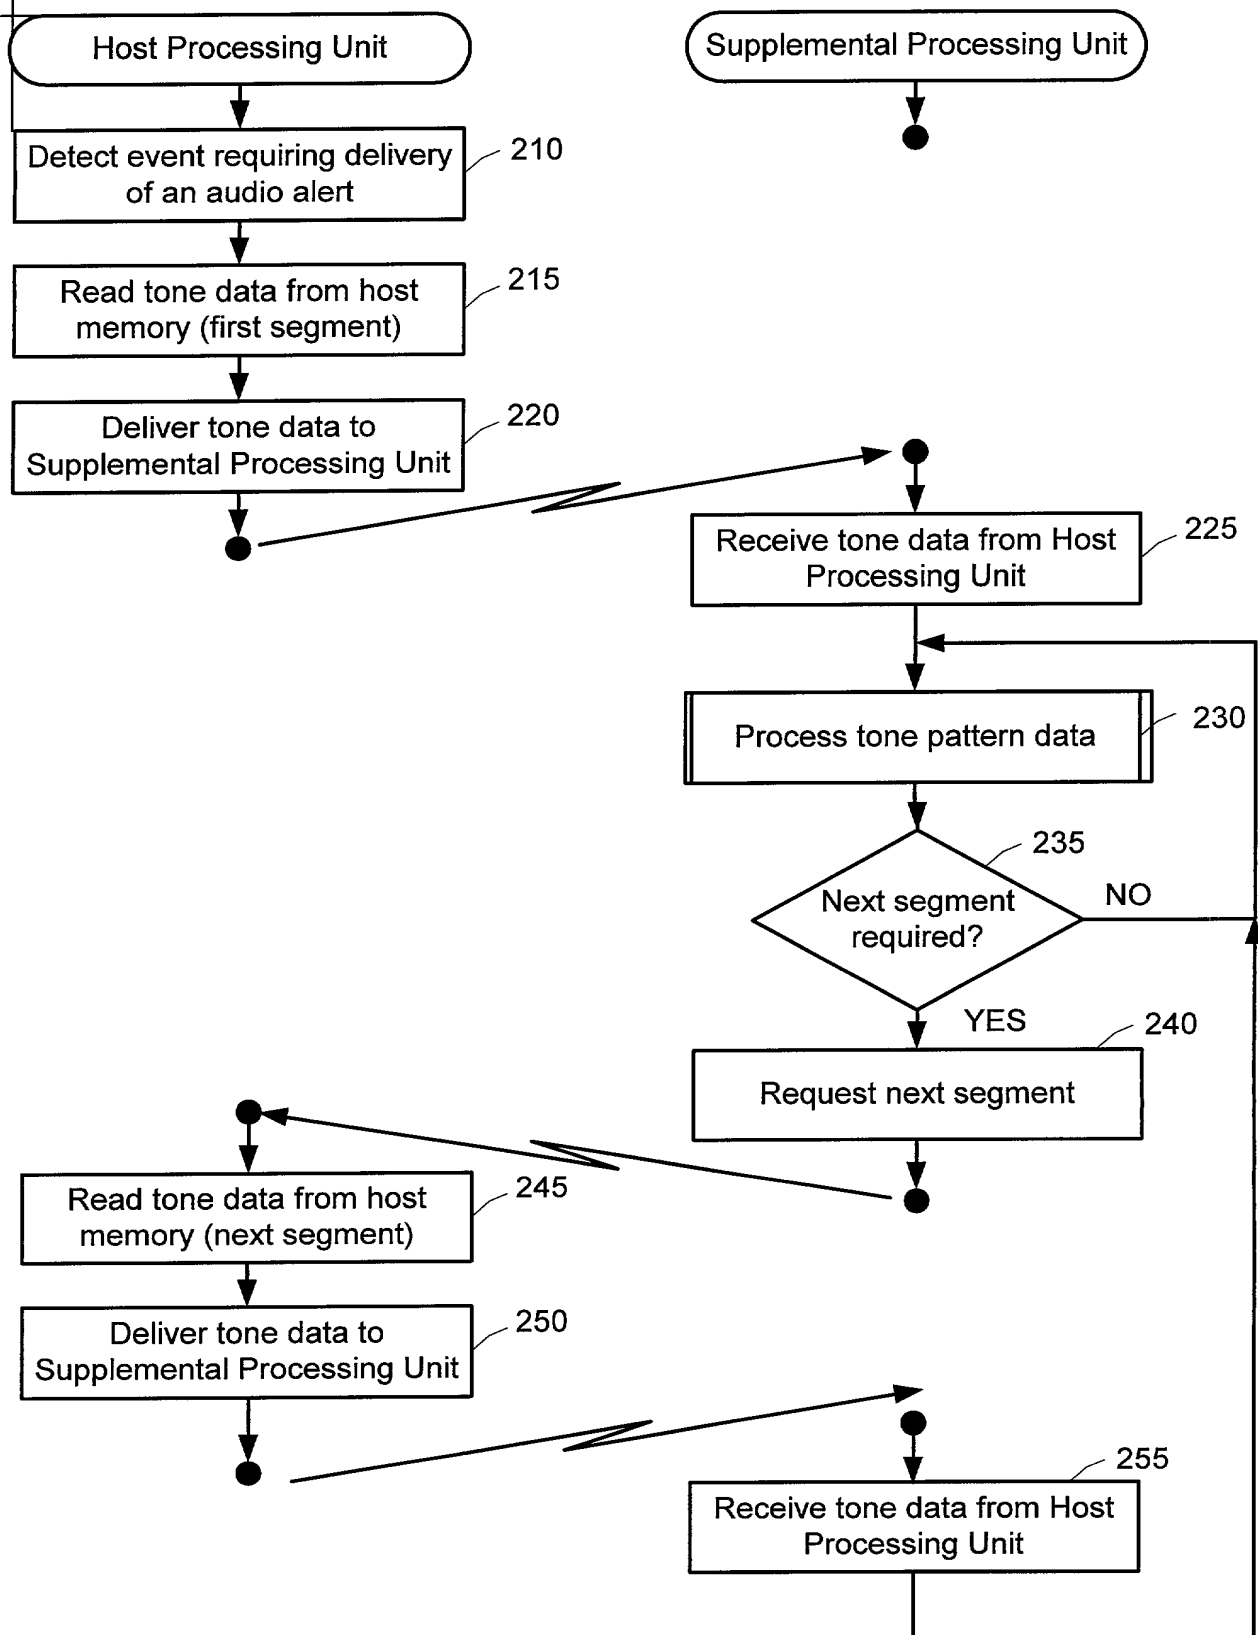 Host Processing Unit
Supplemental Processing Unit
Detect event requiring delivery
of an audio alert
210
Read tone data from host
memory (first segment)
215
Deliver tone data to
Supplemental Processing Unit
220
Receive tone data from Host
Processing Unit
225
Process tone pattern data
230
235
Next segment
required?
NO
YES
240
Request next segment
Read tone data from host
memory (next segment)
245
Deliver tone data to
Supplemental Processing Unit
250
255
Receive tone data from Host
Processing Unit